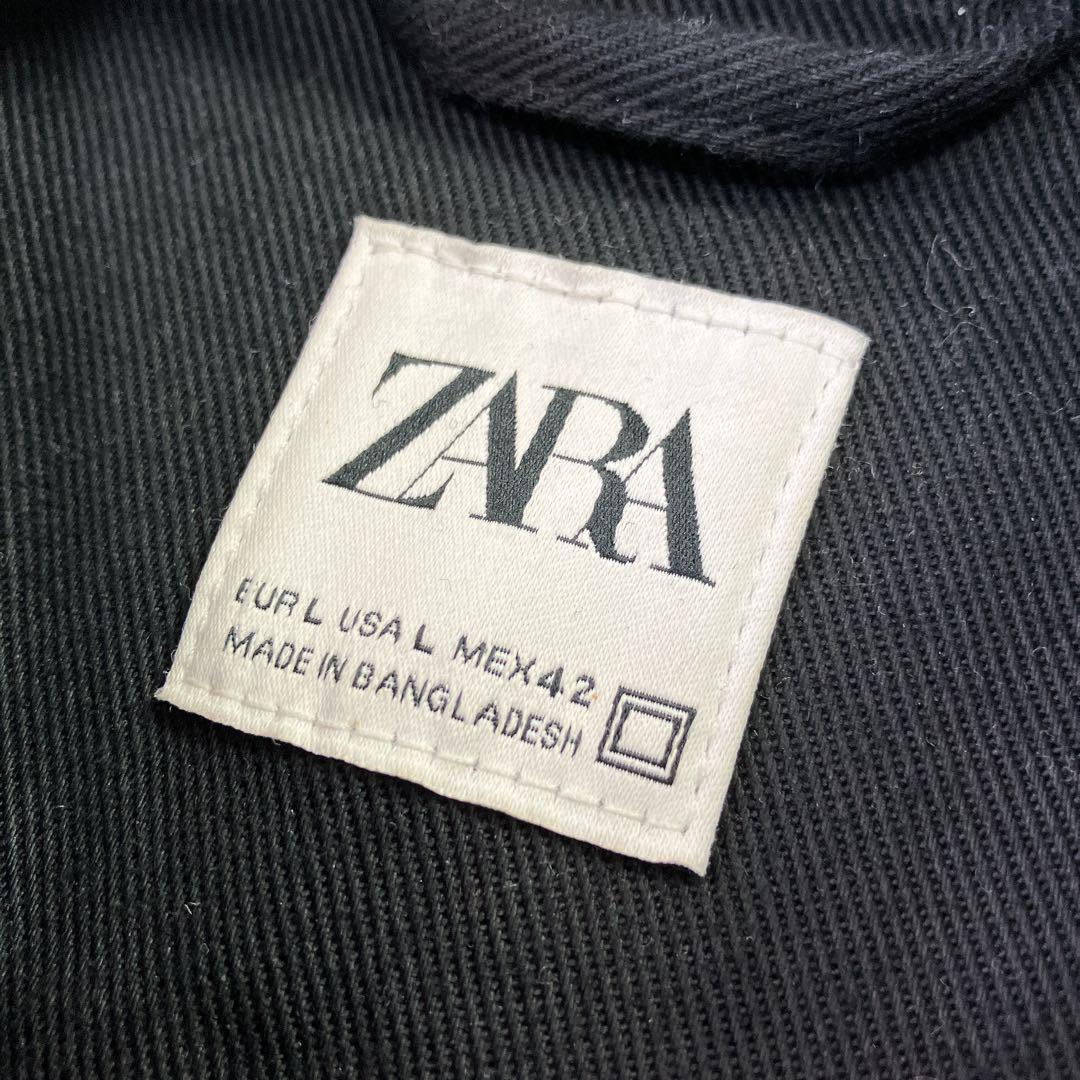 ZARA
EUR L USA L MEX 42
MADE IN BANGLADESH